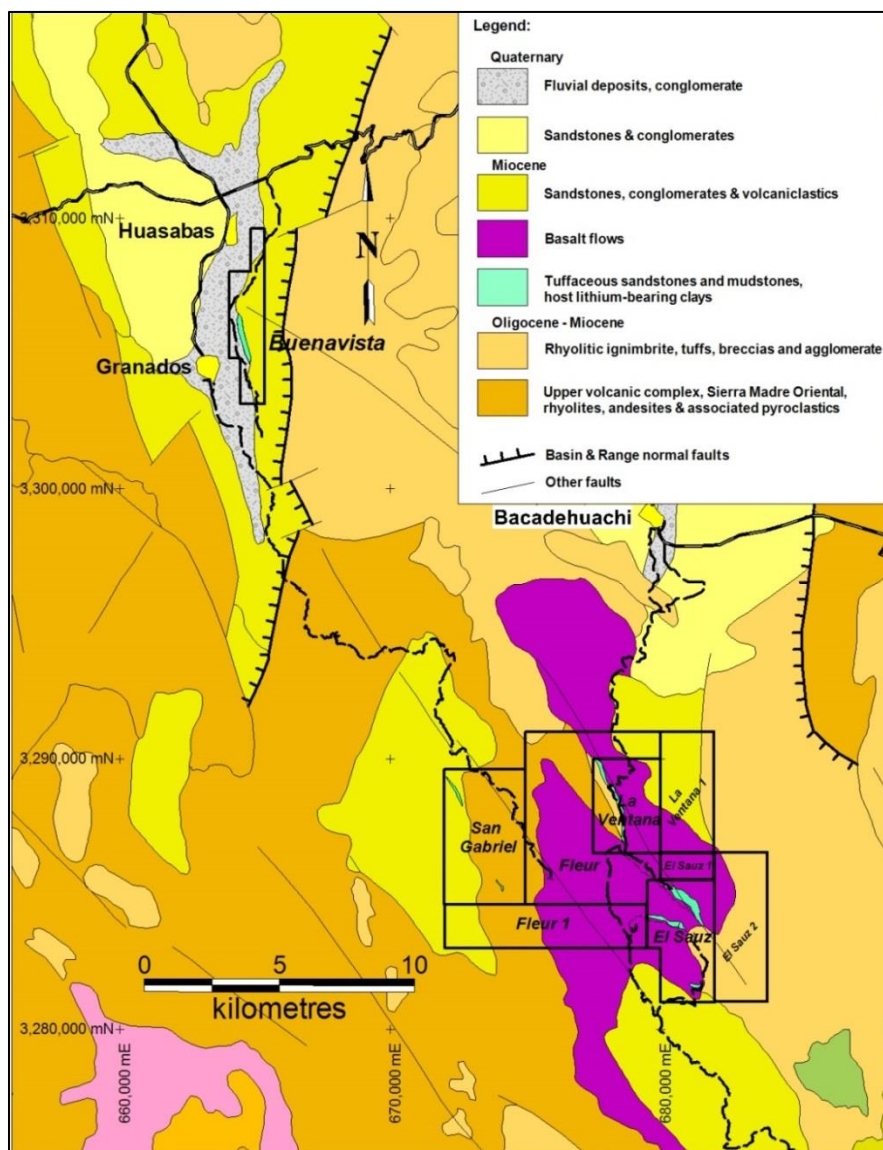 Legend:
Quaternary
Fluvial deposits, conglomerate
Sandstones & conglomerates
Miocene
Sandstones, conglomerates & volcaniclastics
Basalt flows
Tuffaceous sandstones and mudstones,
host lithium-bearing clays
Oligocene - Miocene
Rhyolitic ignimbrite, tuffs, breccias and agglomerate
Upper volcanic complex, Sierra Madre Oriental,
rhyolites, andesites & associated pyroclastics
Basin & Range normal faults
Other faults
3,310,000 mN
Huasabas
N
Buenavista
Granados
3,300,000 mN
Bacadehuachi
3,290,000 mN
La
Ventana
La
Ventana 1
San
Gabriel
Fleur
El Sauz 1
Fleur 1
El Sauz
El Sauz 2
0 5 10
kilometres
3,280,000 mN
660,000 mE
670,000 mE
680,000 mE